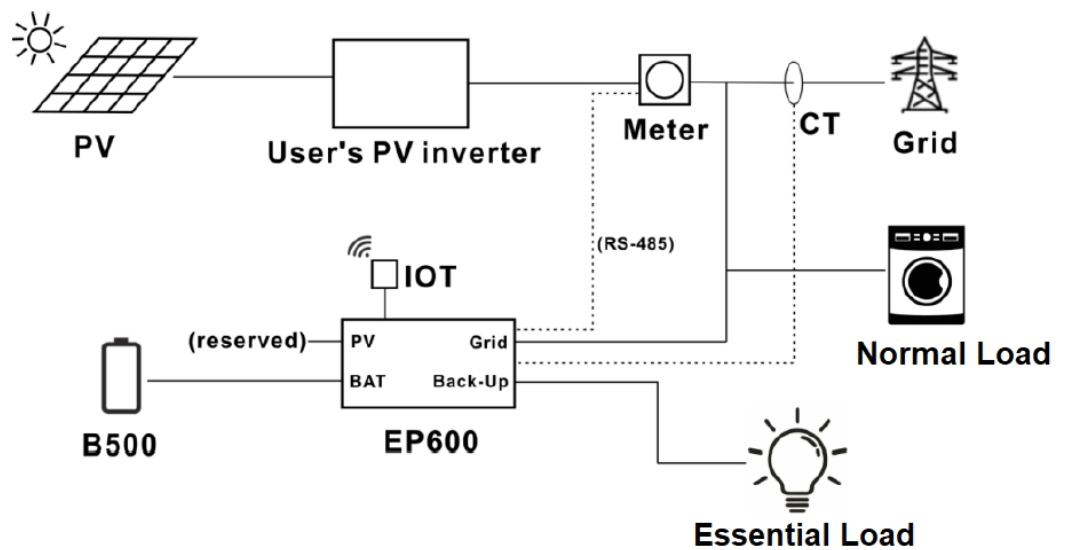 PV
User's PV inverter
Meter
CT
Grid
(RS-485)
IOT
(reserved)
PV
Grid
BAT
Back-Up
B500
EP600
Normal Load
Essential Load